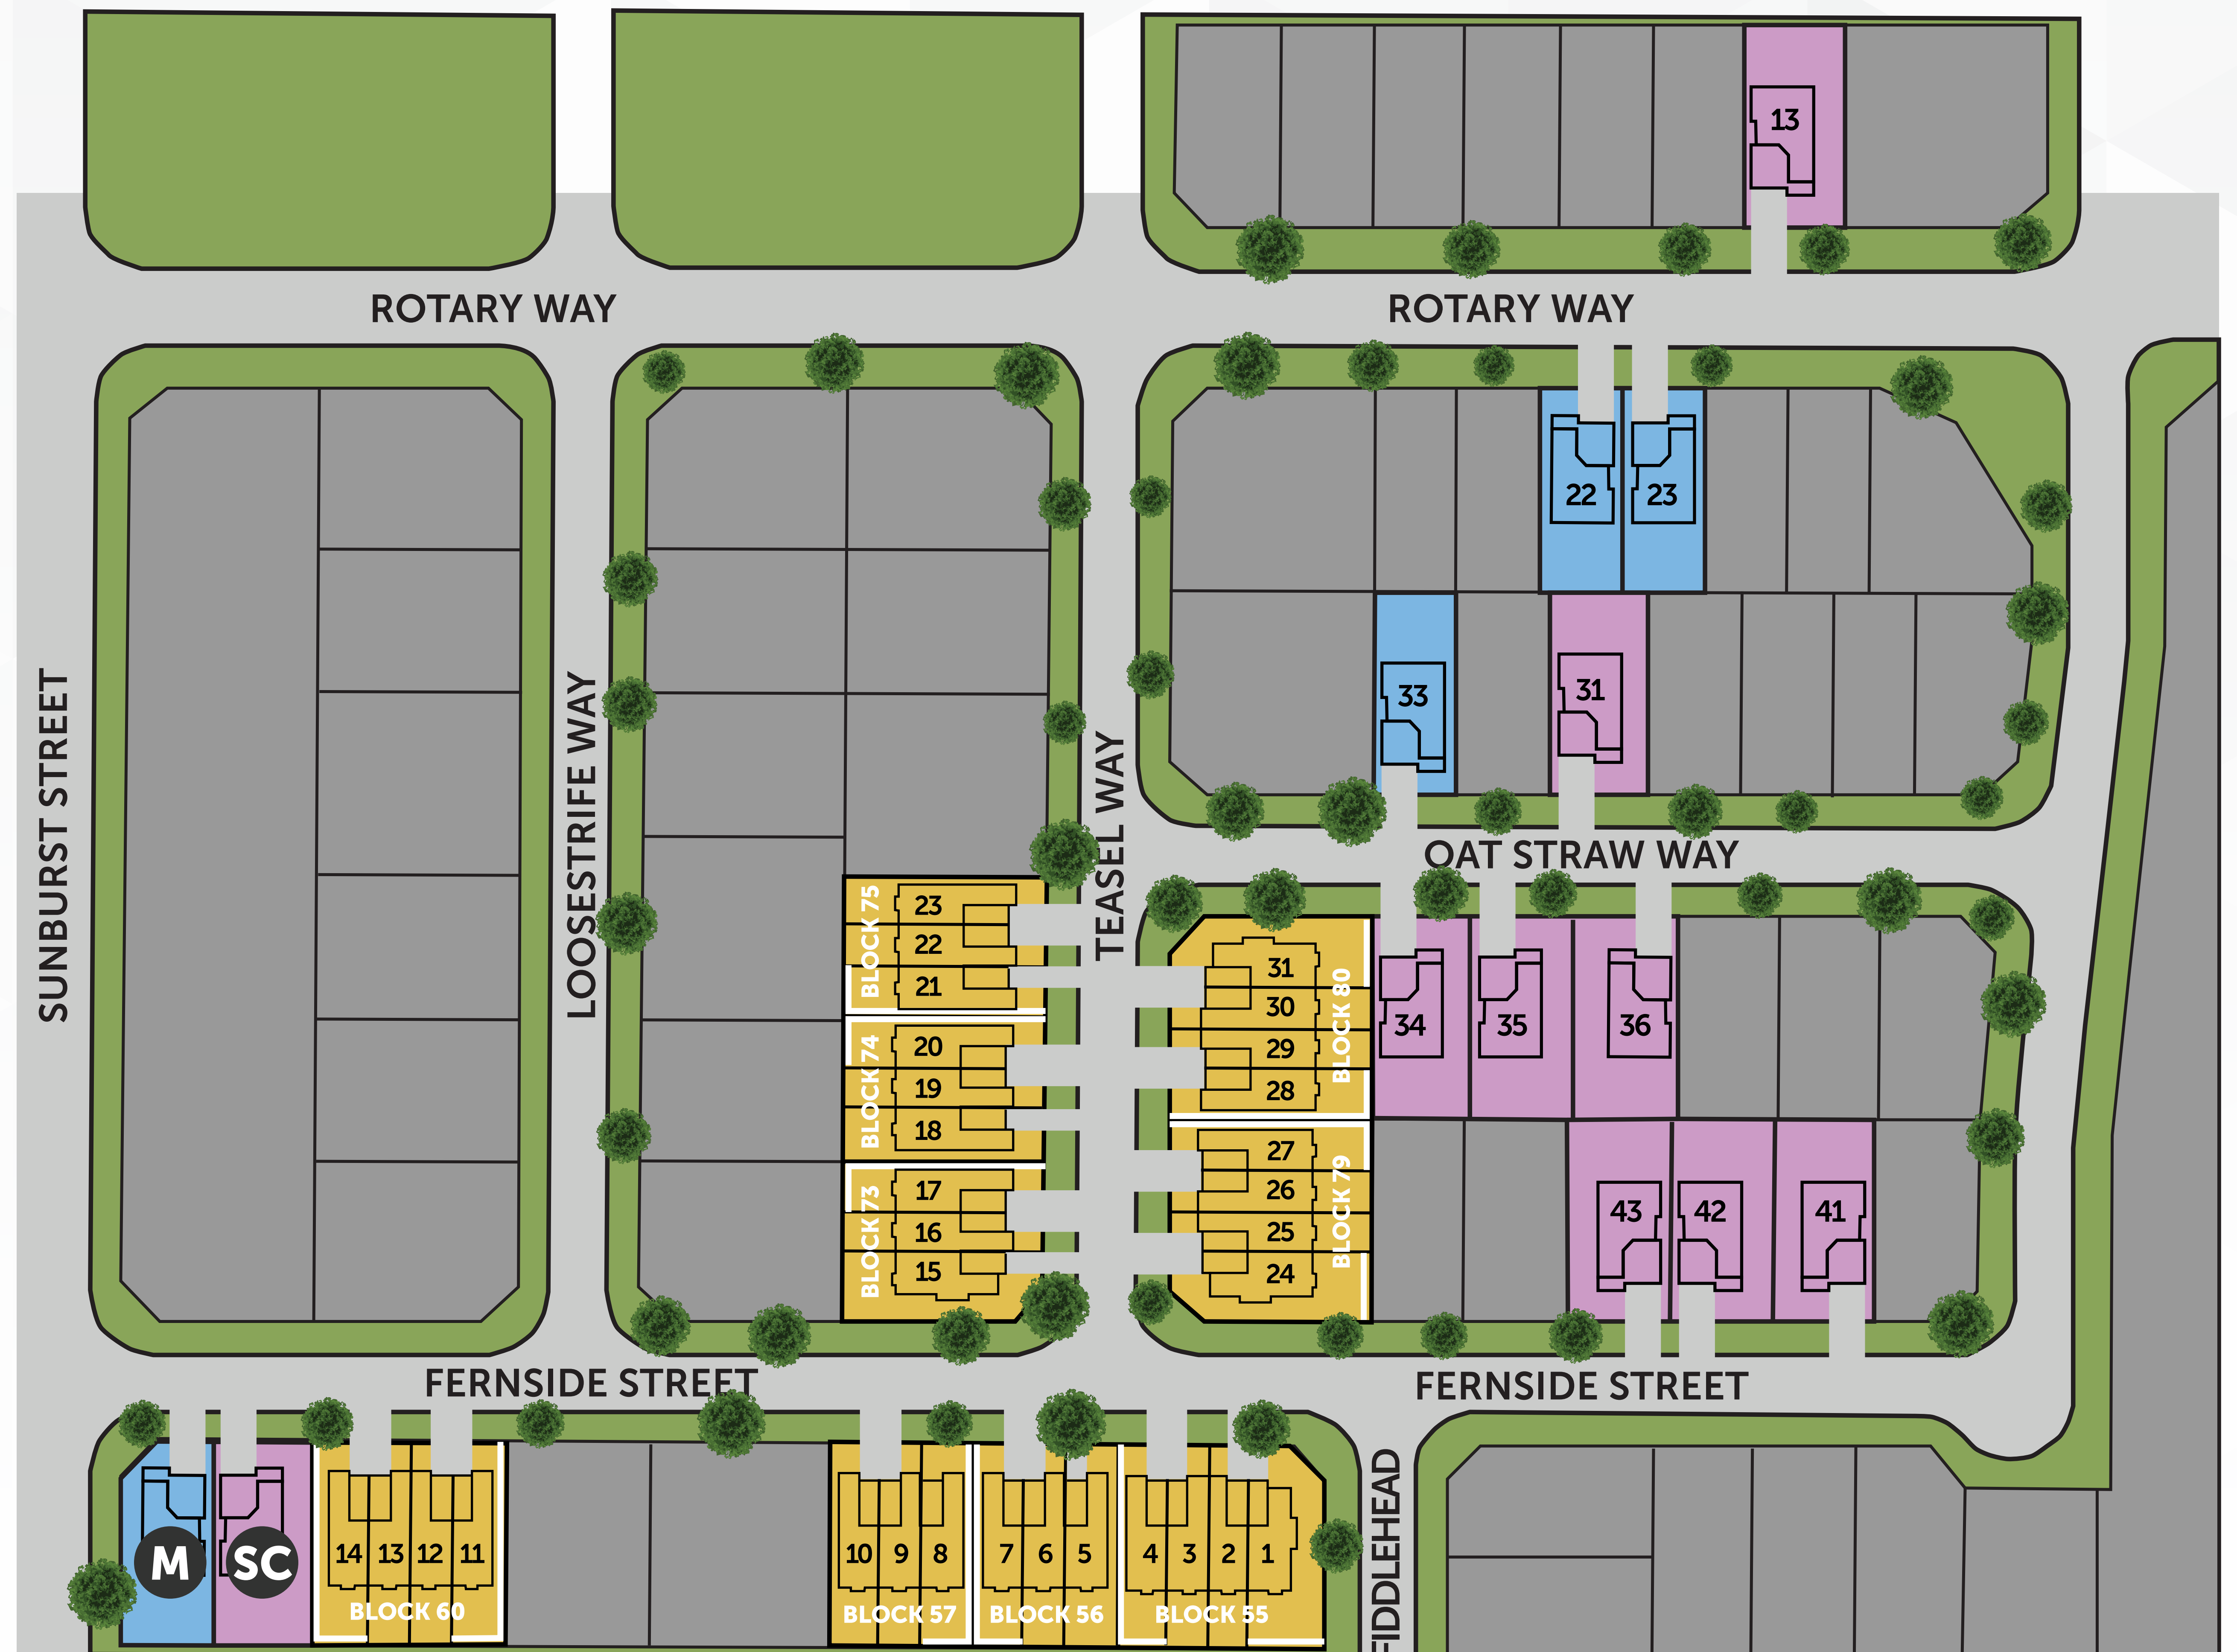 13
ROTARY WAY
ROTARY WAY
22
23
33
31
SUNBURST STREET
LOOSESTRIFE WAY
TEASEL WAY
OAT STRAW WAY
BLOCK 75
23
22
21
BLOCK 74
20
19
18
BLOCK 73
17
16
15
BLOCK 80
31
30
29
28
BLOCK 79
27
26
25
24
34
35
36
43
42
41
FERNSIDE STREET
FERNSIDE STREET
M
SC
14
13
12
11
BLOCK 60
10
9
8
BLOCK 57
7
6
5
BLOCK 56
4
3
2
1
BLOCK 55
FIDDLEHEAD